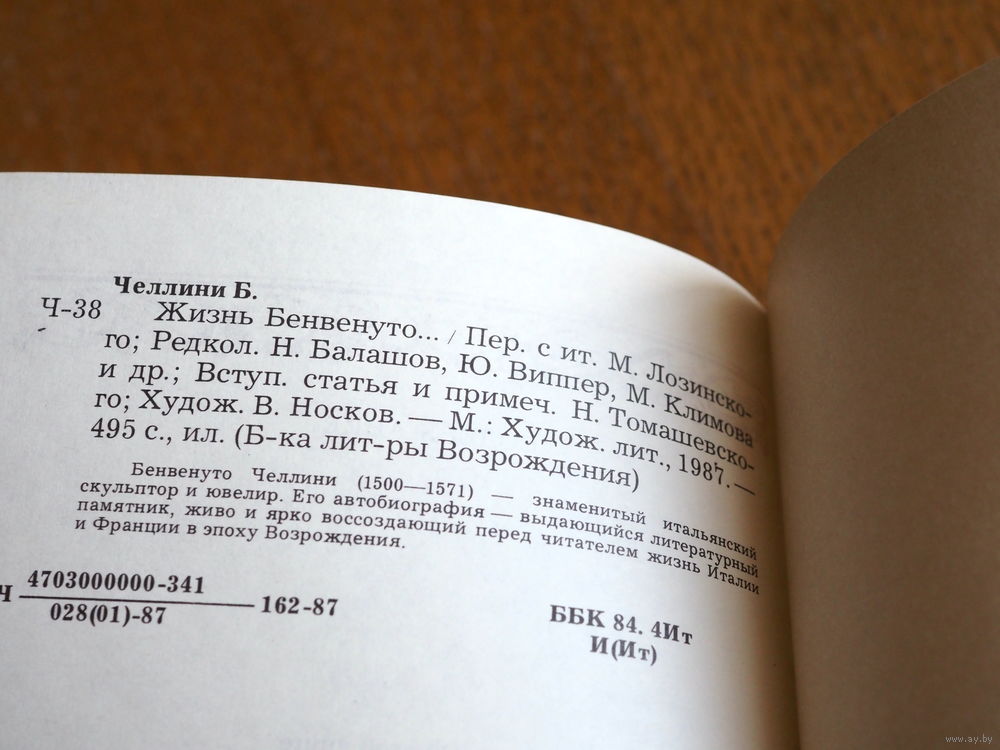 Челлини Б.
Ч-38 Жизнь Бенвенуто... / Пер. с ит. М. Лозинско-
го; Редкол. Н. Балашов, Ю. Виппер, М. Климова
и др.; Вступ. статья и примеч. Н. Томашевско-
го; Худож. В. Носков. — М.: Худож. лит., 1987. —
495 с., ил. (Б-ка лит-ры Возрождения)
Бенвенуто Челлини (1500—1571) — знаменитый итальянский
скульптор и ювелир. Его автобиография — выдающийся литературный
памятник, живо и ярко воссоздающий перед читателем жизнь Италии
и Франции в эпоху Возрождения.
Ч 4703000000-341
028(01)-87 162-87
ББК 84. 4Ит
И(Ит)
www.ay.by